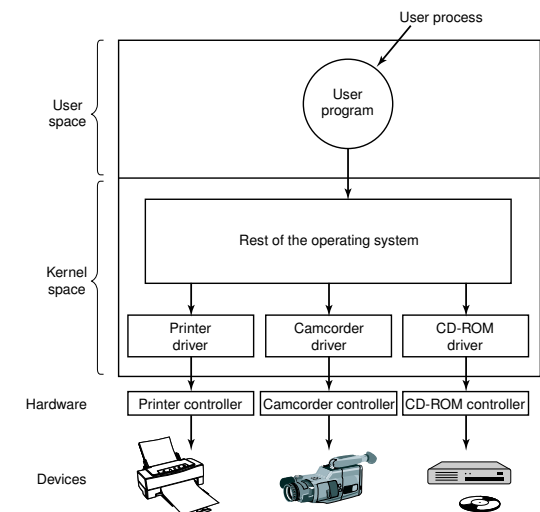 User process
User
program
User
space
Rest of the operating system
Kernel
space
Printer
driver
Camcorder
driver
CD-ROM
driver
Hardware
Printer controller
Camcorder controller
CD-ROM controller
Devices